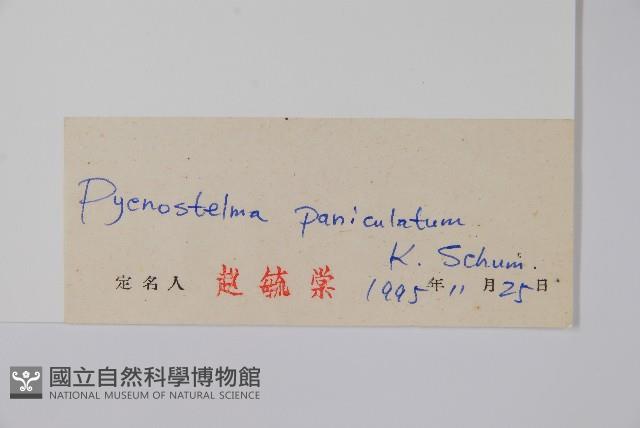 Pycnostelma paniculatum
K. Schum.
定名人 赵毓棠 1995年11月25日
國立自然科學博物館
NATIONAL MUSEUM OF NATURAL SCIENCE